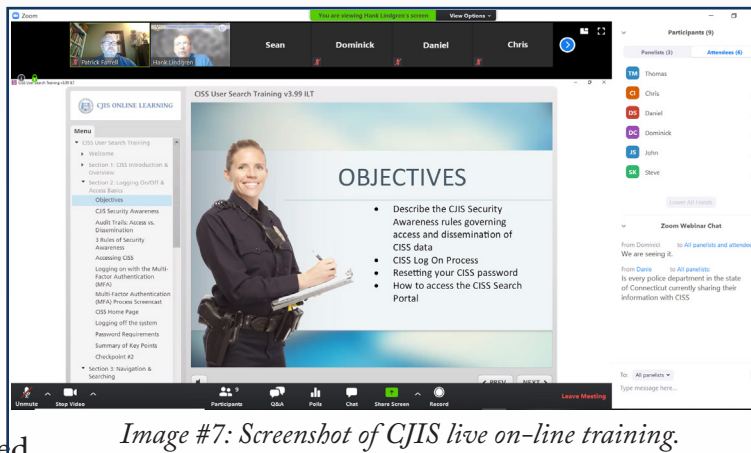 Zoom
You are viewing Hank Lindgren's screen View Options
Patrick Farrell
Hank Lindgren
Sean
Dominick
Daniel
Chris
Participants (9)
Panelists (3) Attendees (6)
TM Thomas
CI Chris
DS Daniel
DC Dominick
JS John
SK Steve
Lower All Hands
Zoom Webinar Chat
From Dominick to All panelists and attendee
We are seeing it.
From Danie to All panelists
Is every police department in the state
of Connecticut currently sharing their
information with CISS
To: All panelists
Type message here...
CISS User Search Training v3.99 ILT
CJIS ONLINE LEARNING
CISS User Search Training v3.99 ILT
Menu
CISS User Search Training
Welcome
Section 1: CISS Introduction &
Overview
Section 2: Logging On/Off &
Access Basics
Objectives
CJIS Security Awareness
Audit Trails: Access vs.
Dissemination
3 Rules of Security
Awareness
Accessing CISS
Logging on with the Multi-
Factor Authentication
(MFA)
Multi-Factor Authentication
(MFA) Process Screencast
CISS Home Page
Logging off the system
Password Requirements
Summary of Key Points
Checkpoint #2
Section 3: Navigation &
Searching
OBJECTIVES
• Describe the CJIS Security
Awareness rules governing
access and dissemination of
CISS data
• CISS Log On Process
• Resetting your CISS password
• How to access the CISS Search
Portal
< PREV NEXT >
Unmute
Stop Video
9
Participants
Q&A
Polls
Chat
Share Screen
Record
Leave Meeting
ed
Image #7: Screenshot of CJIS live on-line training.